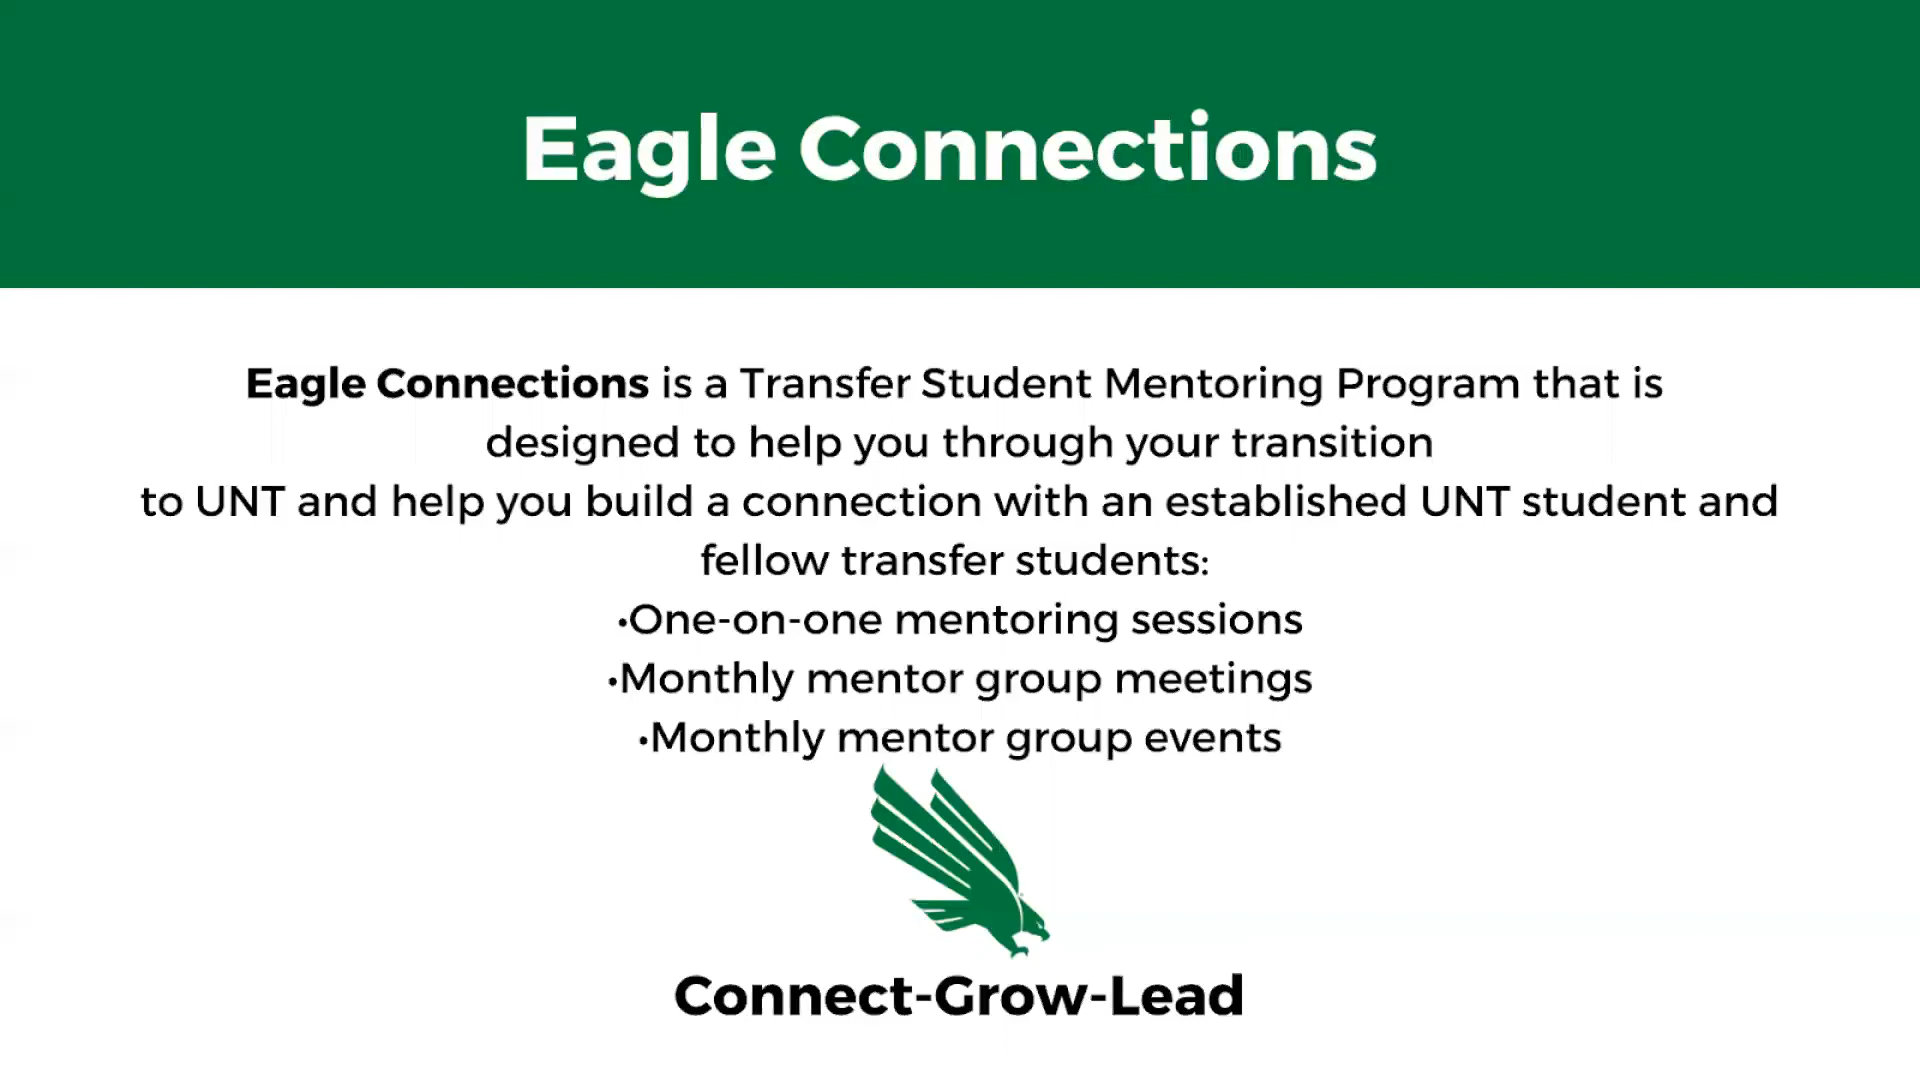 Eagle Connections
Eagle Connections is a Transfer Student Mentoring Program that is
designed to help you through your transition
to UNT and help you build a connection with an established UNT student and
fellow transfer students:
•One-on-one mentoring sessions
•Monthly mentor group meetings
•Monthly mentor group events
Connect-Grow-Lead